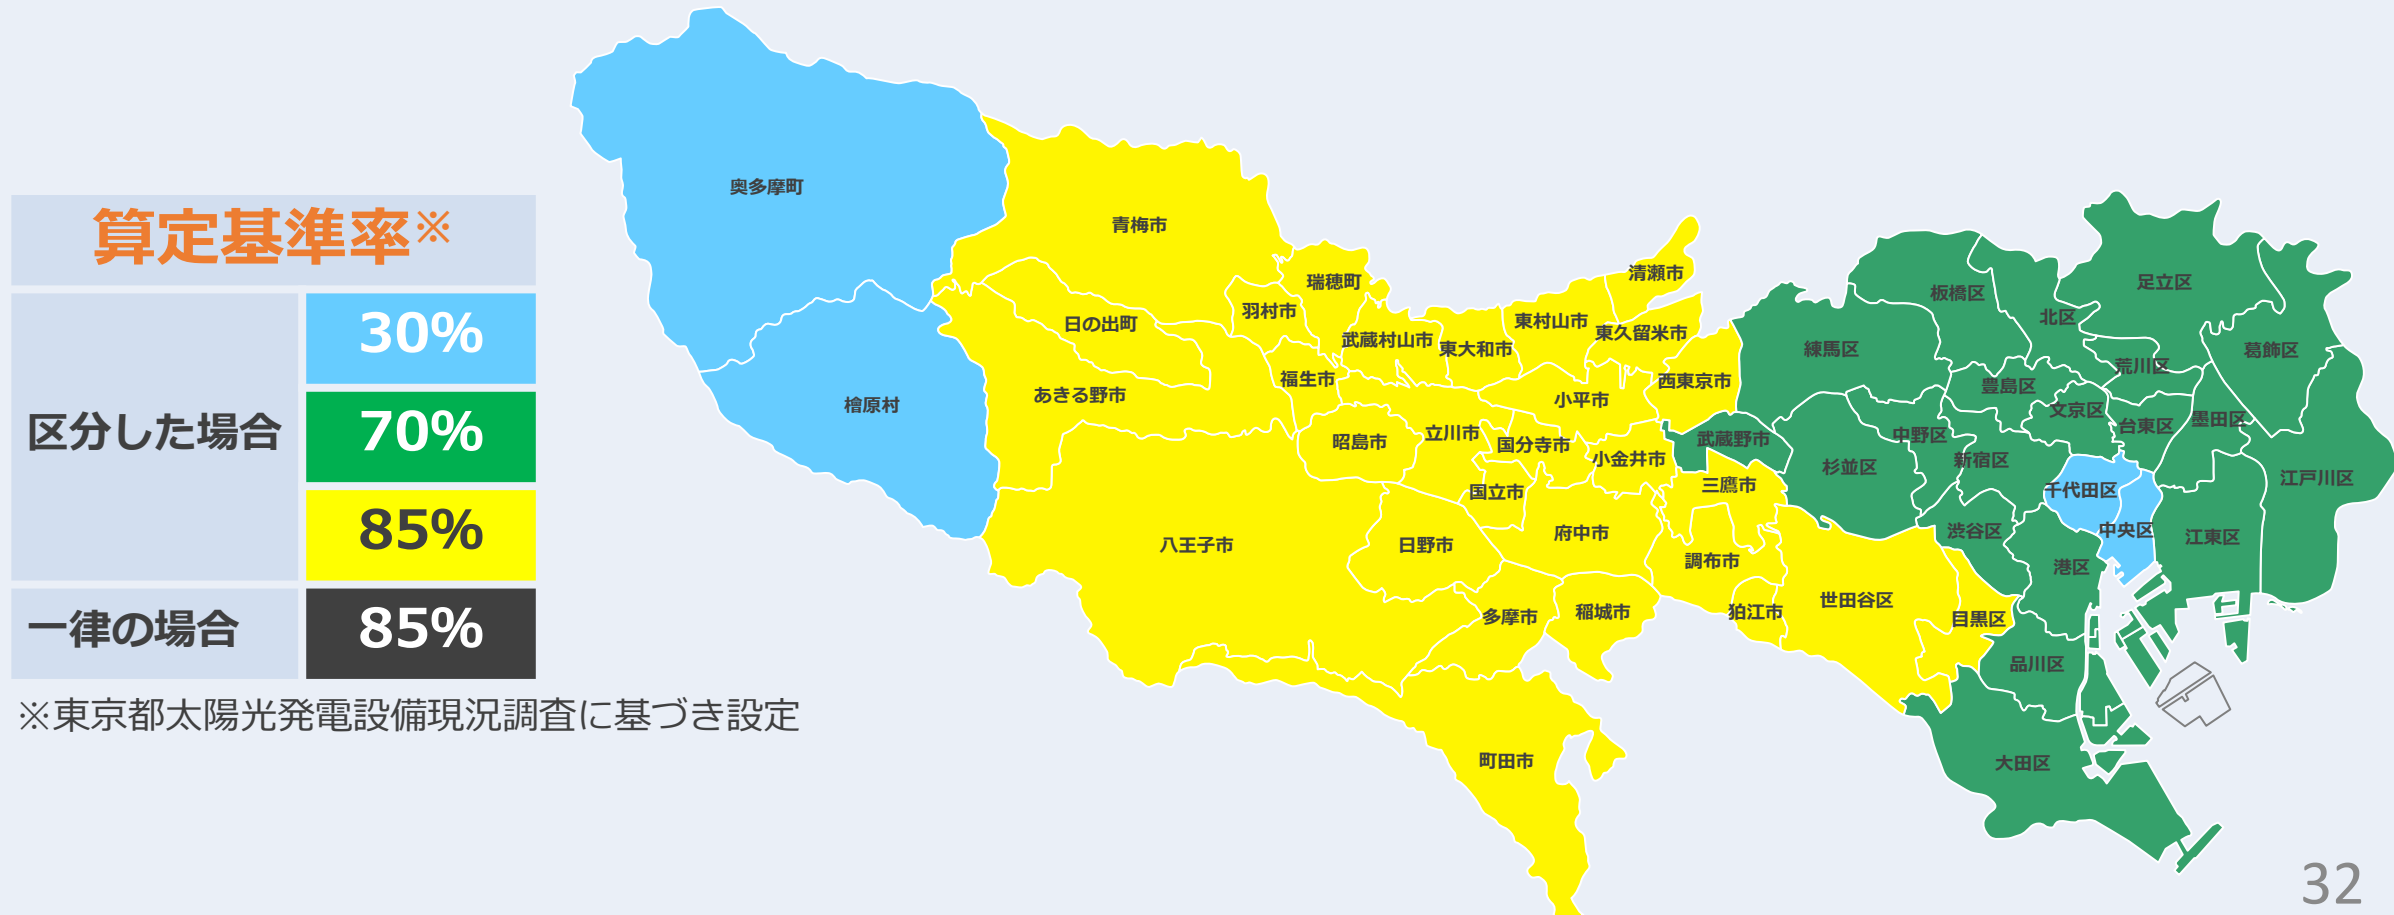 算定基準率※
区分した場合
30%
70%
85%
一律の場合
85%
※東京都太陽光発電設備現況調査に基づき設定
奥多摩町
檜原村
青梅市
日の出町
あきる野市
羽村市
瑞穂町
福生市
武蔵村山市
東大和市
東村山市
清瀬市
東久留米市
西東京市
小平市
昭島市
立川市
国分寺市
小金井市
武蔵野市
国立市
三鷹市
八王子市
日野市
府中市
調布市
多摩市
稲城市
狛江市
町田市
練馬区
板橋区
北区
足立区
葛飾区
荒川区
豊島区
文京区
台東区
墨田区
中野区
杉並区
新宿区
千代田区
江戸川区
渋谷区
中央区
江東区
港区
世田谷区
目黒区
品川区
大田区
32